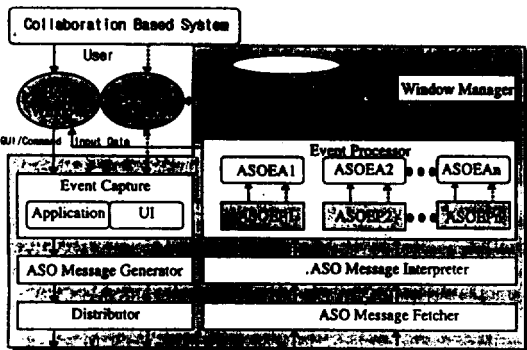 Collaboration Based System
User
Window Manager
GUI/Command
Input Data
Event Processor
ASOEA1
ASOEA2
ASOEAn
Event Capture
Application
UI
ASOEP1
ASOEP2
ASO Message Generator
.ASO Message Interpreter
Distributor
ASO Message Fetcher